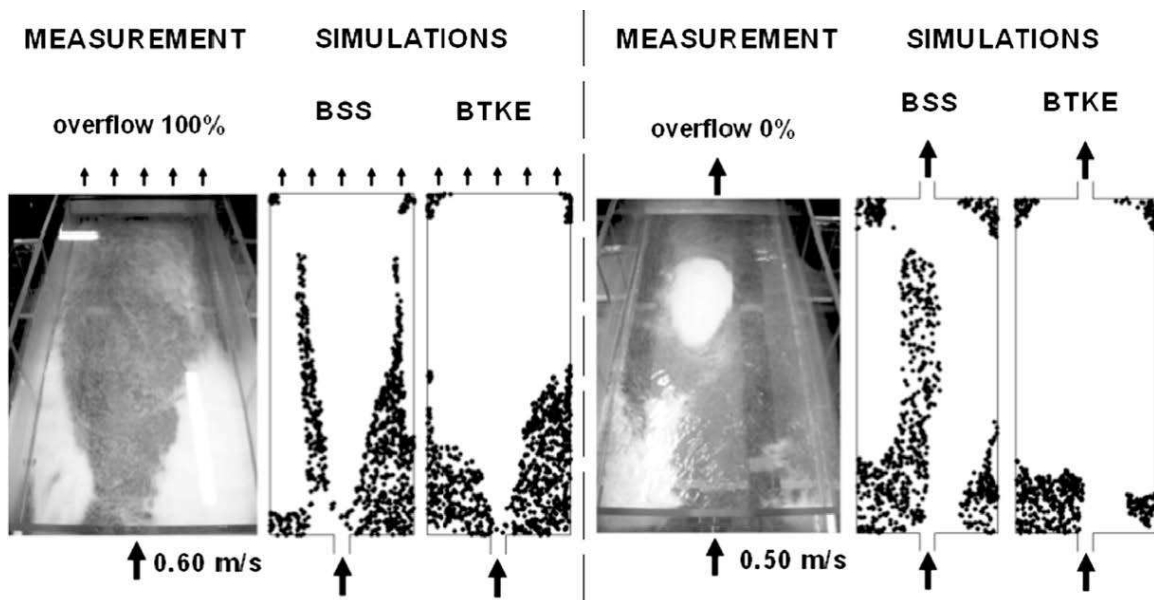 MEASUREMENT SIMULATIONS
overflow 100% BSS BTKE
0.60 m/s
MEASUREMENT SIMULATIONS
overflow 0% BSS BTKE
0.50 m/s